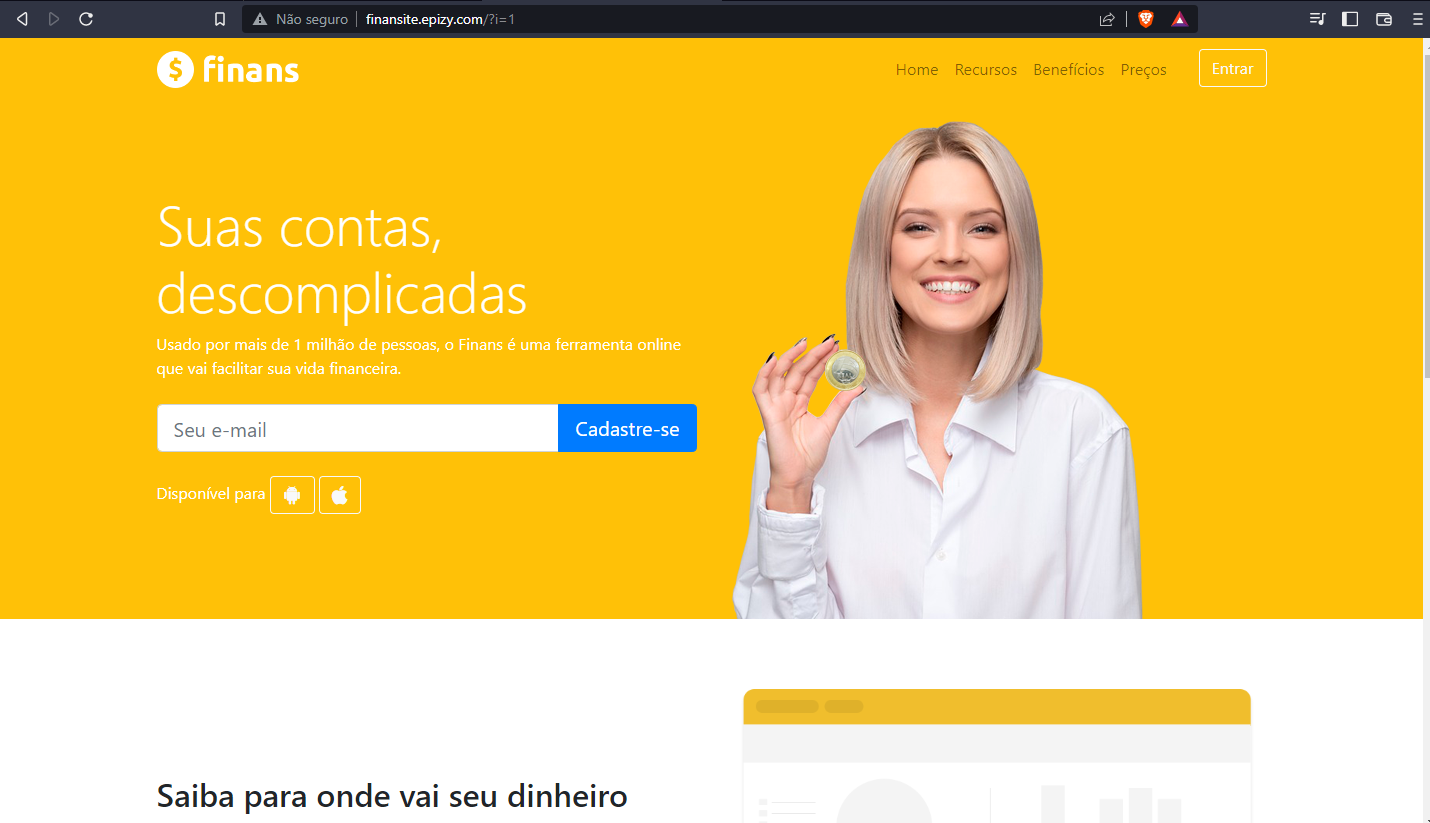 Não seguro finansite.epizy.com/?i=1
finans
Home Recursos Benefícios Preços Entrar
Suas contas,
descomplicadas
Usado por mais de 1 milhão de pessoas, o Finans é uma ferramenta online
que vai facilitar sua vida financeira.
Seu e-mail Cadastre-se
Disponível para
Saiba para onde vai seu dinheiro